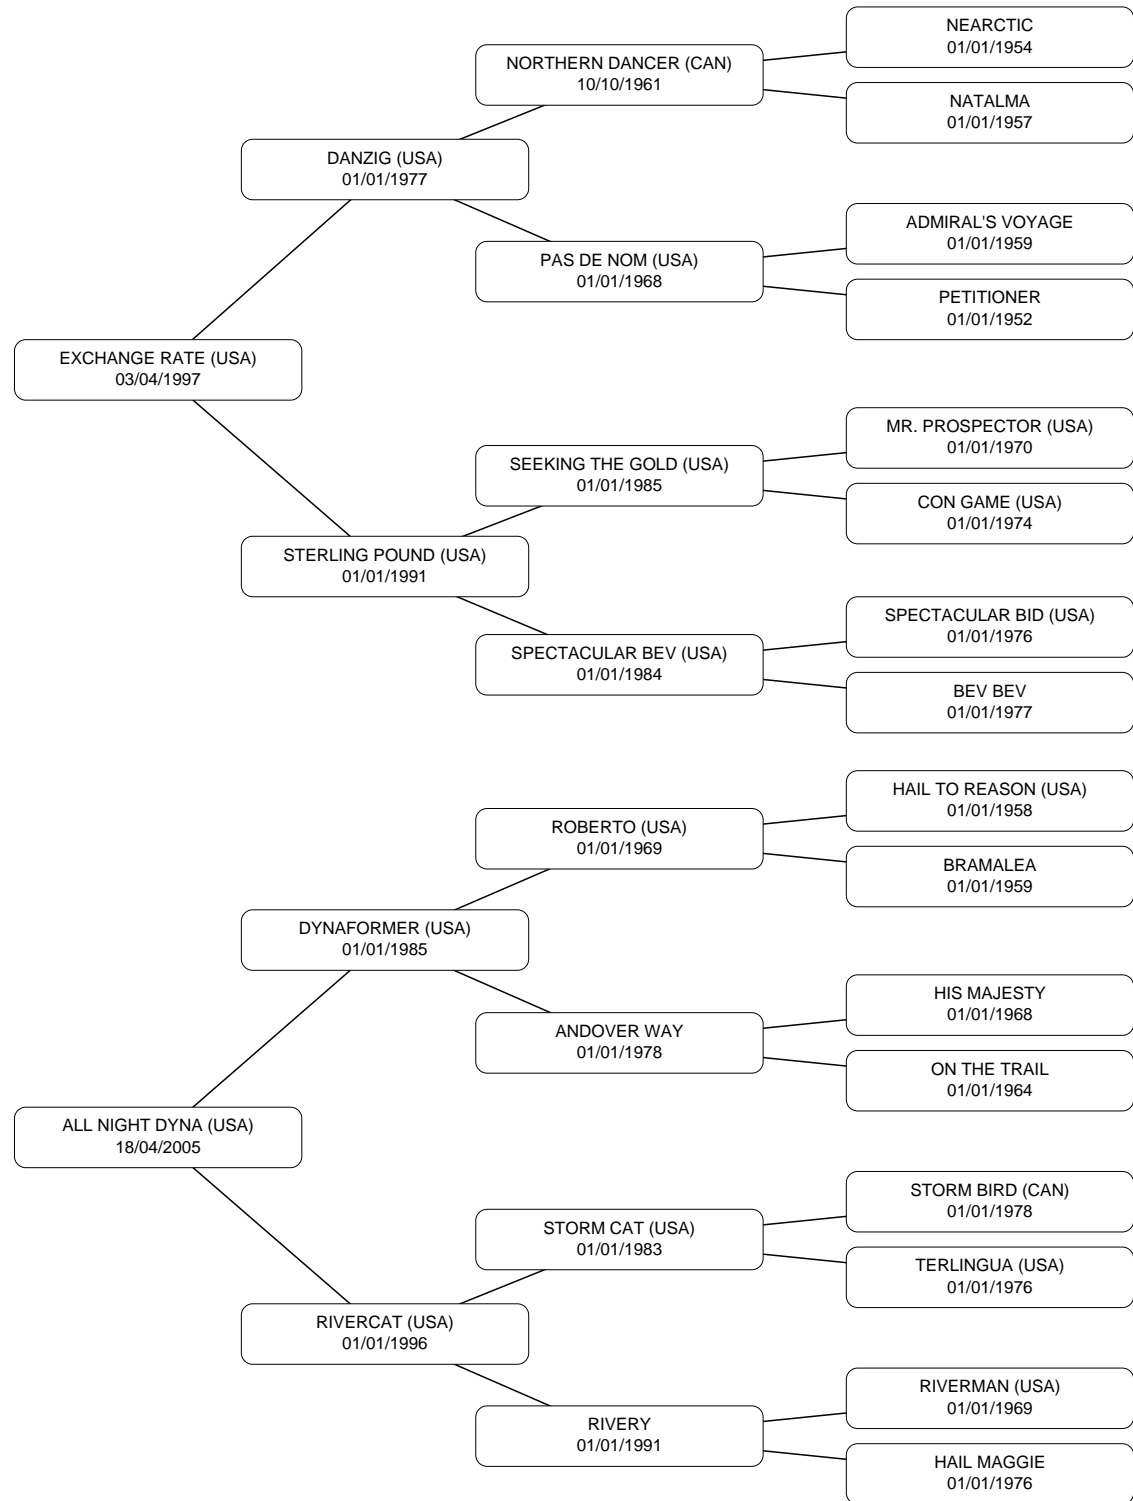 NEARCTIC
01/01/1954
NORTHERN DANCER (CAN)
10/10/1961
NATALMA
01/01/1957
DANZIG (USA)
01/01/1977
ADMIRAL'S VOYAGE
01/01/1959
PAS DE NOM (USA)
01/01/1968
PETITIONER
01/01/1952
EXCHANGE RATE (USA)
03/04/1997
MR. PROSPECTOR (USA)
01/01/1970
SEEKING THE GOLD (USA)
01/01/1985
CON GAME (USA)
01/01/1974
STERLING POUND (USA)
01/01/1991
SPECTACULAR BID (USA)
01/01/1976
SPECTACULAR BEV (USA)
01/01/1984
BEV BEV
01/01/1977
HAIL TO REASON (USA)
01/01/1958
ROBERTO (USA)
01/01/1969
BRAMALEA
01/01/1959
DYNAFORMER (USA)
01/01/1985
HIS MAJESTY
01/01/1968
ANDOVER WAY
01/01/1978
ON THE TRAIL
01/01/1964
ALL NIGHT DYNA (USA)
18/04/2005
STORM BIRD (CAN)
01/01/1978
STORM CAT (USA)
01/01/1983
TERLINGUA (USA)
01/01/1976
RIVERCAT (USA)
01/01/1996
RIVERMAN (USA)
01/01/1969
RIVERY
01/01/1991
HAIL MAGGIE
01/01/1976